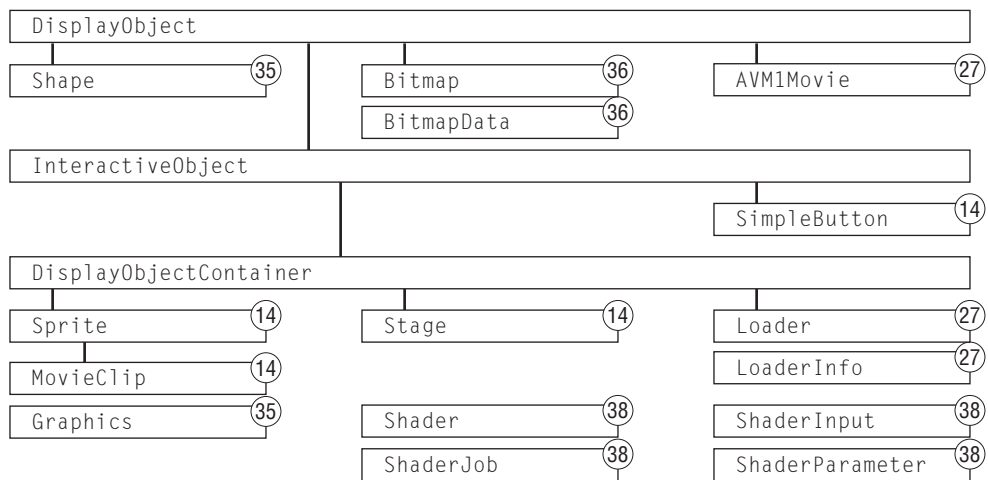 DisplayObject
Shape 35
Bitmap 36
AVM1Movie 27
BitmapData 36
InteractiveObject
SimpleButton 14
DisplayObjectContainer
Sprite 14
Stage 14
Loader 27
MovieClip 14
LoaderInfo 27
Graphics 35
Shader 38
ShaderInput 38
ShaderJob 38
ShaderParameter 38